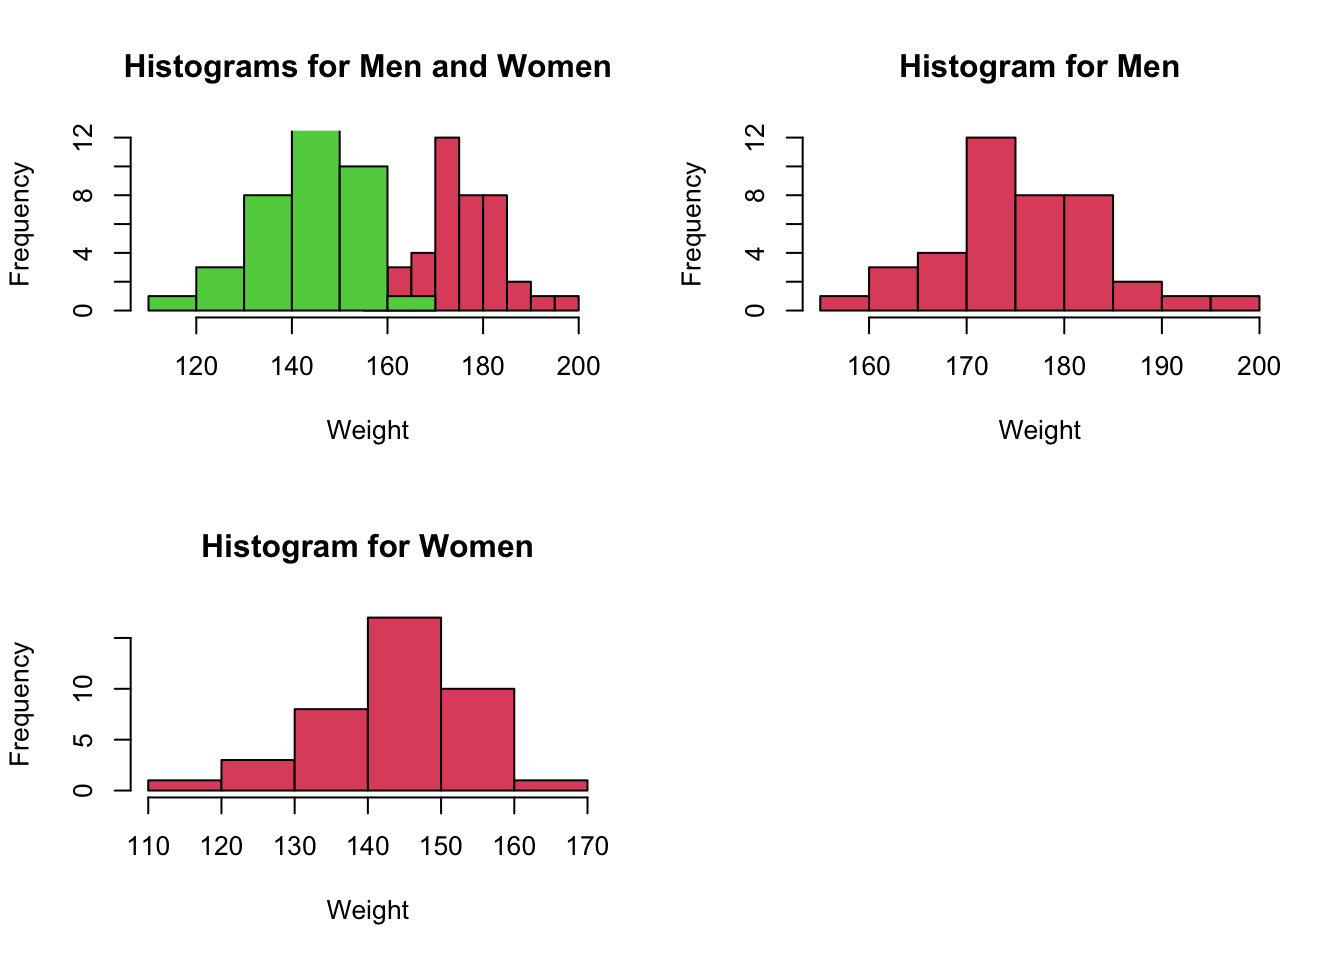 Histograms for Men and Women
Frequency
12
8
4
0
120 140 160 180 200
Weight
Histogram for Men
Frequency
12
8
4
0
160 170 180 190 200
Weight
Histogram for Women
Frequency
10
5
0
110 120 130 140 150 160 170
Weight